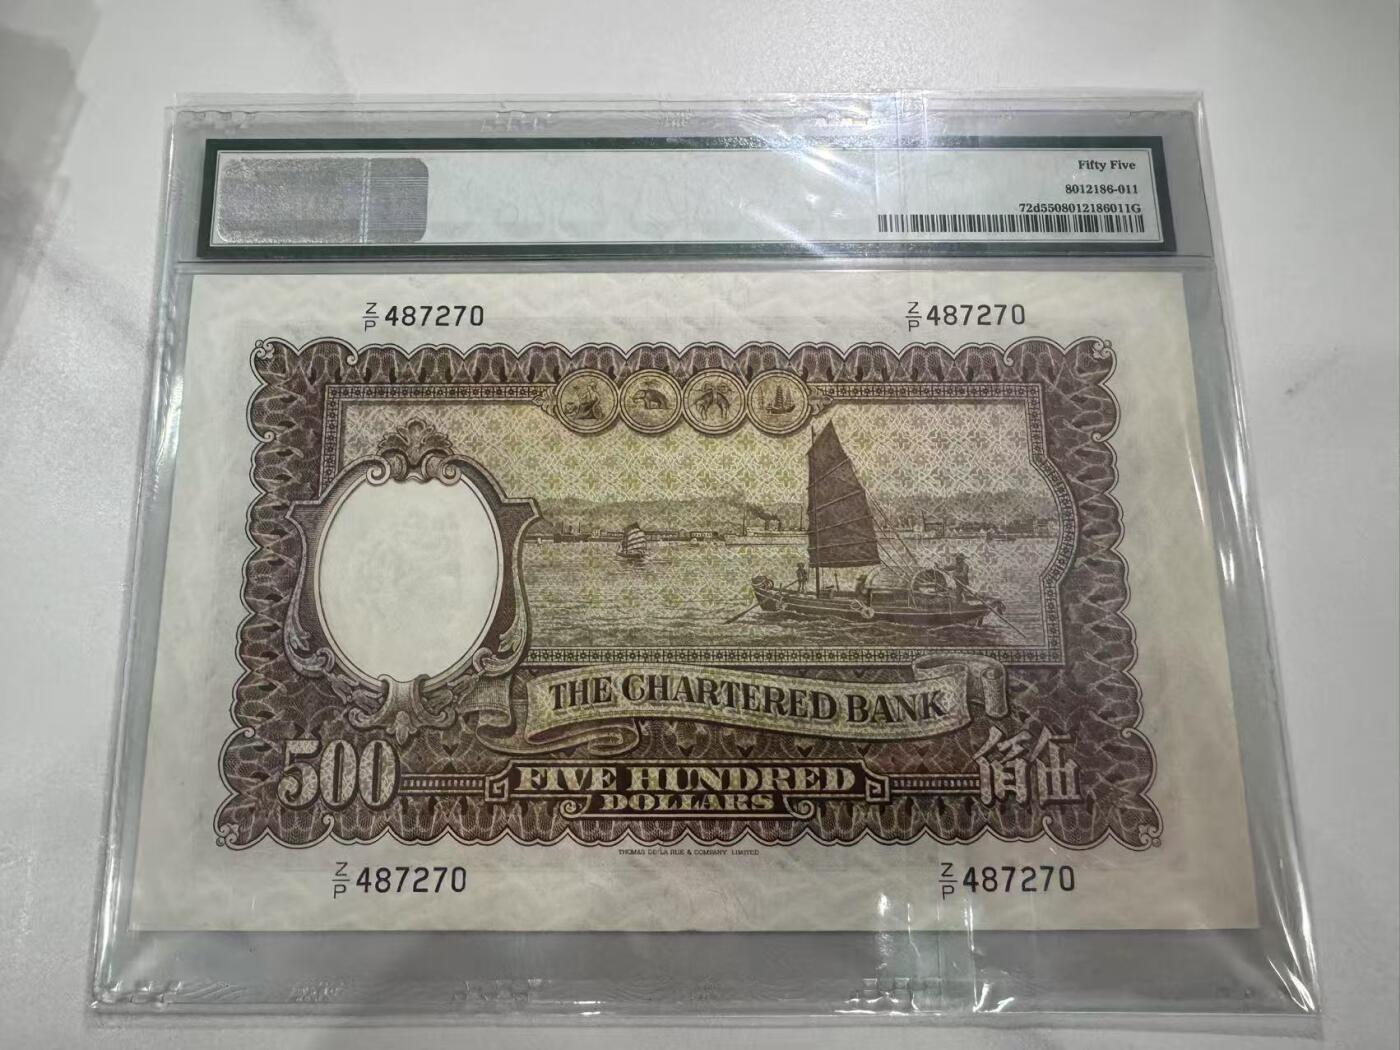 Fifty Five
8012186-011
72d5508012186011G
Z/P 487270
Z/P 487270
THE CHARTERED BANK
500
FIVE HUNDRED
DOLLARS
佰伍
THOMAS DE LA RUE & COMPANY LIMITED
Z/P 487270
Z/P 487270